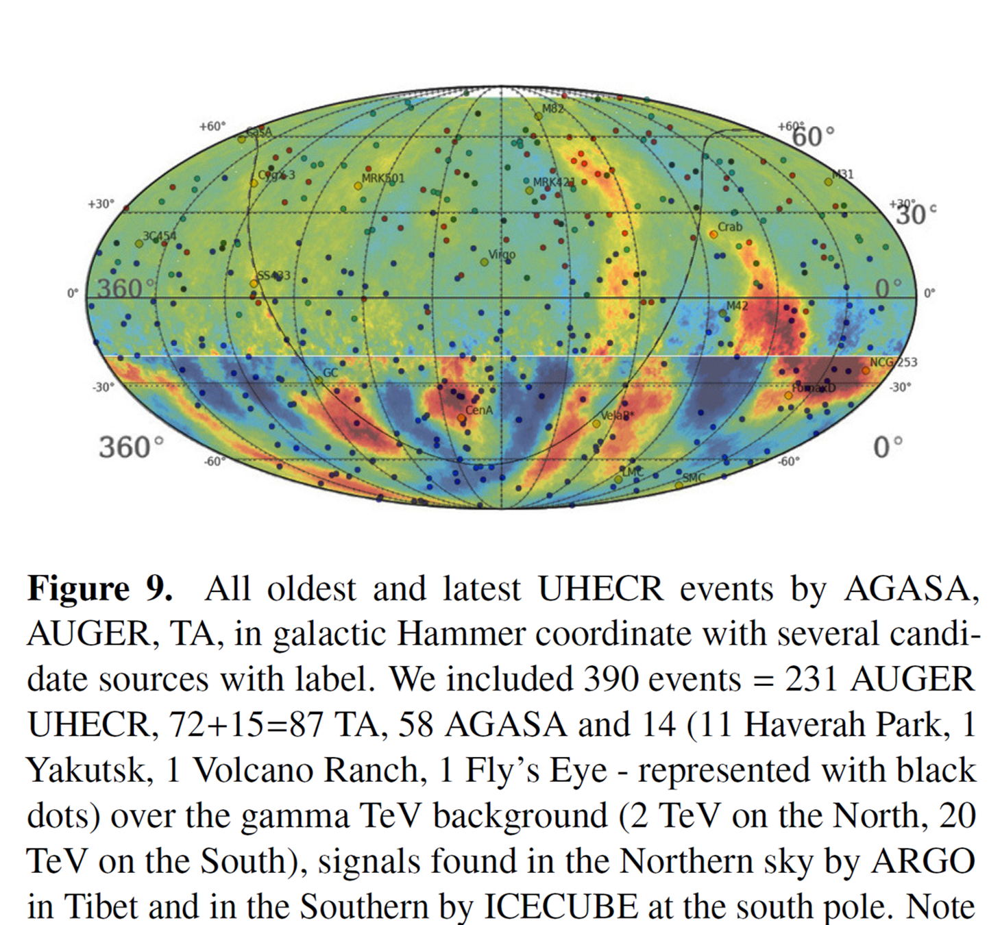 M82
+60°
+60°
60°
CasA
CygX-3
MRK501
MRK421
M31
+30°
+30°
30°
3C454
Crab
Virgo
SS433
0°
360°
0°
0°
M42
GC
NCG 253
-30°
-30°
FornaxD
CenA
360°
0°
-60°
-60°
LMC
SMC
Figure 9. All oldest and latest UHECR events by AGASA,
AUGER, TA, in galactic Hammer coordinate with several candi-
date sources with label. We included 390 events = 231 AUGER
UHECR, 72+15=87 TA, 58 AGASA and 14 (11 Haverah Park, 1
Yakutsk, 1 Volcano Ranch, 1 Fly's Eye - represented with black
dots) over the gamma TeV background (2 TeV on the North, 20
TeV on the South), signals found in the Northern sky by ARGO
in Tibet and in the Southern by ICECUBE at the south pole. Note